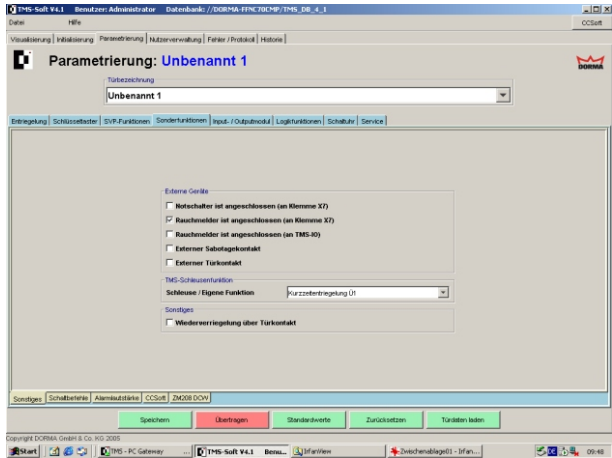 TMS-Soft V4.1 Benutzer: Administrator Datenbank: //DORMA-FFMC70CMP/TMS_DB_4_1
Datei Hilfe CCSoft
Visualisierung Initialisierung Parametrierung Nutzerverwaltung Fehler / Protokoll Historie
Parametrierung: Unbenannt 1
DORMA
Türbezeichnung
Unbenannt 1
Entriegelung Schlüsseltaster SVP-Funktionen Sonderfunktionen Input- / Outputmodul Logikfunktionen Schaltuhr Service
Externe Geräte
Notschalter ist angeschlossen (an Klemme X7)
Rauchmelder ist angeschlossen (an Klemme X7)
Rauchmelder ist angeschlossen (an TMS-IO)
Externer Sabotagekontakt
Externer Türkontakt
TMS-Schleusenfunktion
Schleuse / Eigene Funktion Kurzzeitentriegelung Ü1
Sonstiges
Wiederverriegelung über Türkontakt
Sonstiges Schaltbefehle Alarmlautstärke CCSoft ZM208 DCW
Speichern Übertragen Standardwerte Zurücksetzen Türdaten laden
Copyright DORMA GmbH & Co. KG 2005
Start TMS - PC Gateway ... TMS-Soft V4.1 Benu... IrfanView Zwischenablage01 - Irfan... DE 09:48